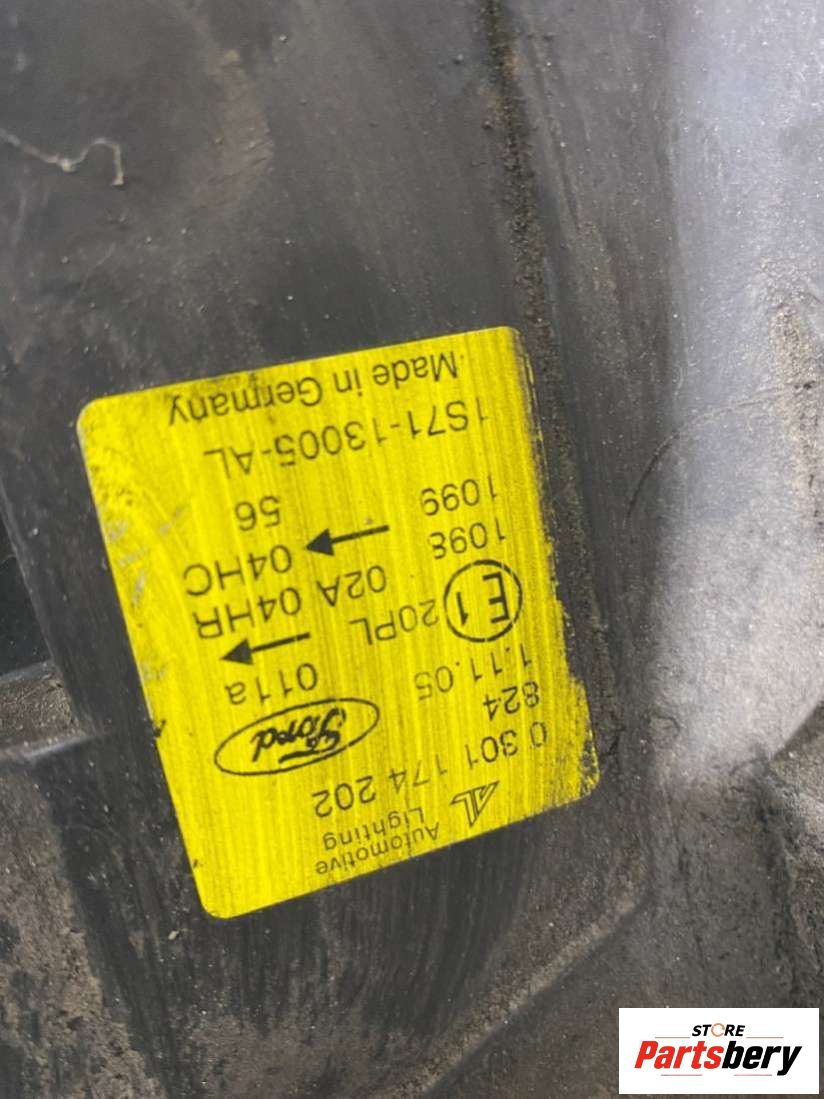 Automotive
Lighting
0 301 174 202
824
Ford
1.11.05
011a
E1 20PL 02A 04HR
1098 04HC
1099 56
1S71-13005-AL
Made in Germany
STORE
Partsbery